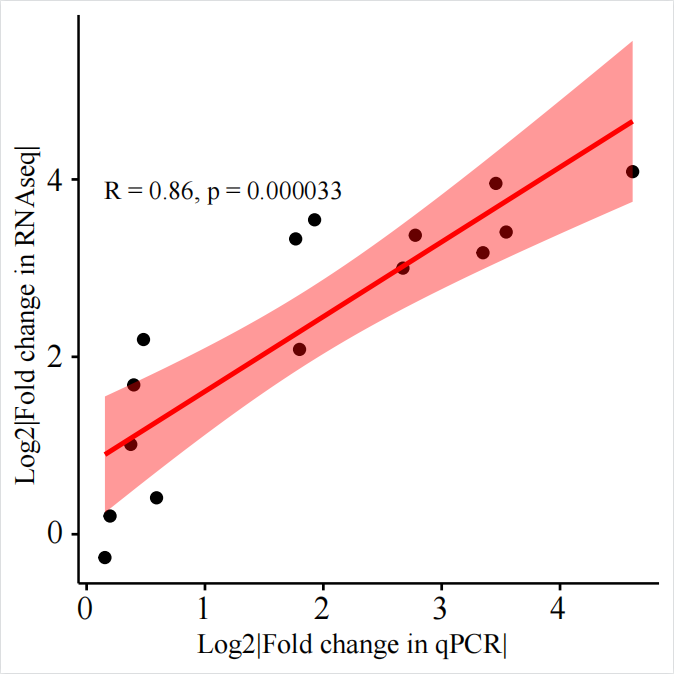 R = 0.86, p = 0.000033
Log2|Fold change in RNAseq|
4
2
0
0
1
2
3
4
Log2|Fold change in qPCR|